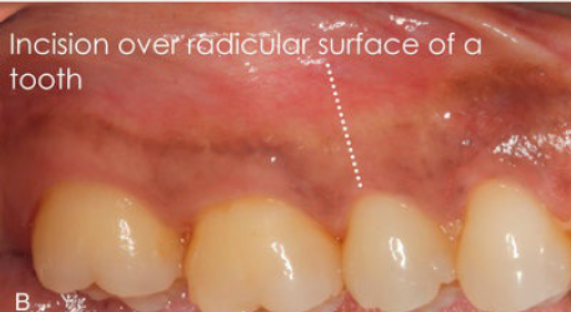 Incision over radicular surface of a
tooth
B